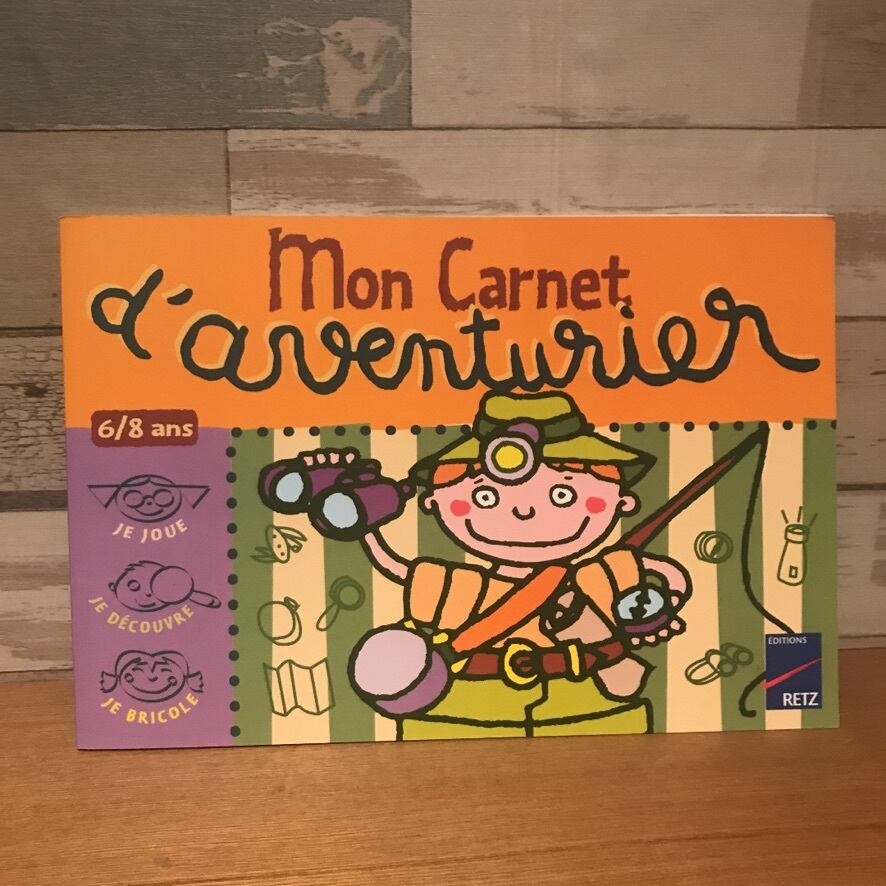 Mon Carnet
d'aventurier
6/8 ans
JE JOUE
JE DÉCOUVRE
JE BRICOLE
ÉDITIONS
RETZ